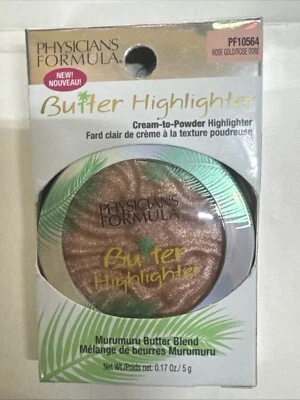 PHYSICIANS
FORMULA®
PF10564
ROSE GOLD/ROSE DORÉ
NEW!
NOUVEAU!
Butter Highlighter
Cream-to-Powder Highlighter
Fard clair de crème à la texture poudreuse
PHYSICIANS
FORMULA
Butter
Highlighter
Murumuru Butter Blend
Mélange de beurres Murumuru
Net Wt./Poids net: 0.17 Oz./ 5 g